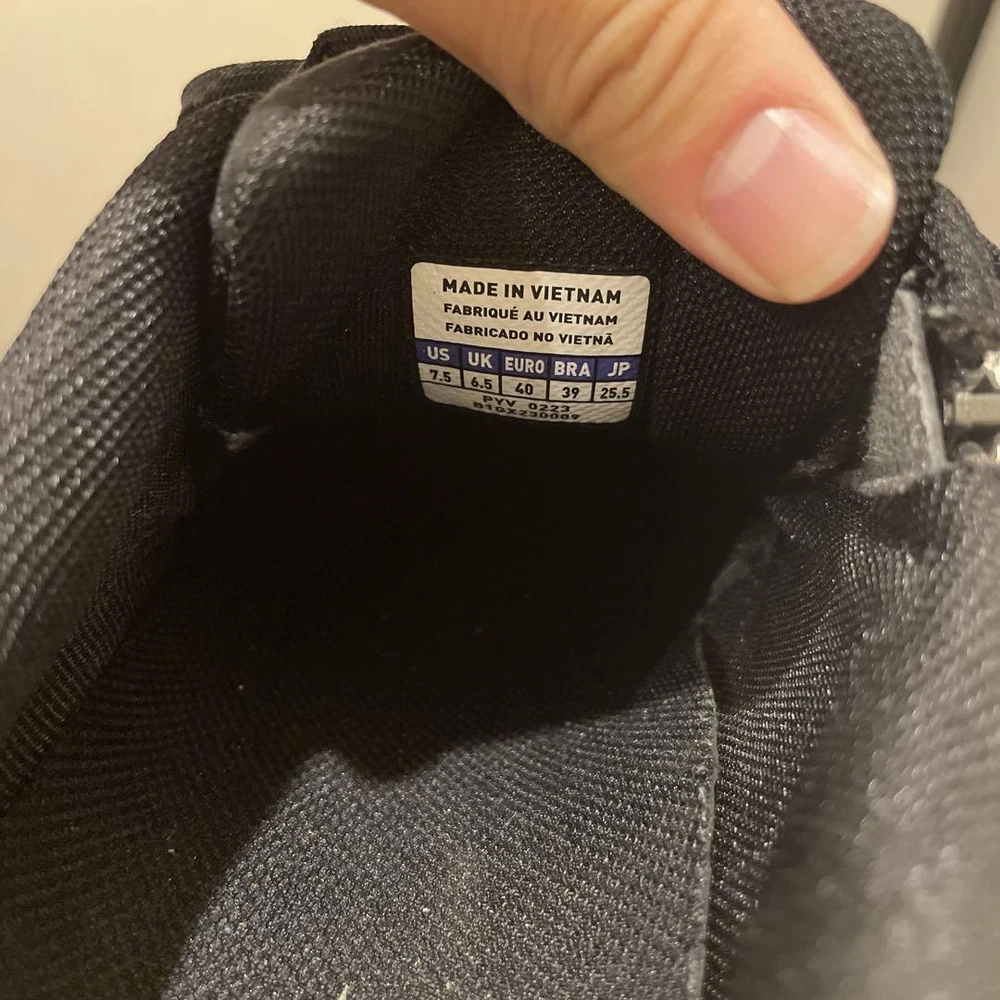 MADE IN VIETNAM
FABRIQUÉ AU VIETNAM
FABRICADO NO VIETNÃ
US UK EURO BRA JP
7.5 6.5 40 39 25.5
PYV 0223